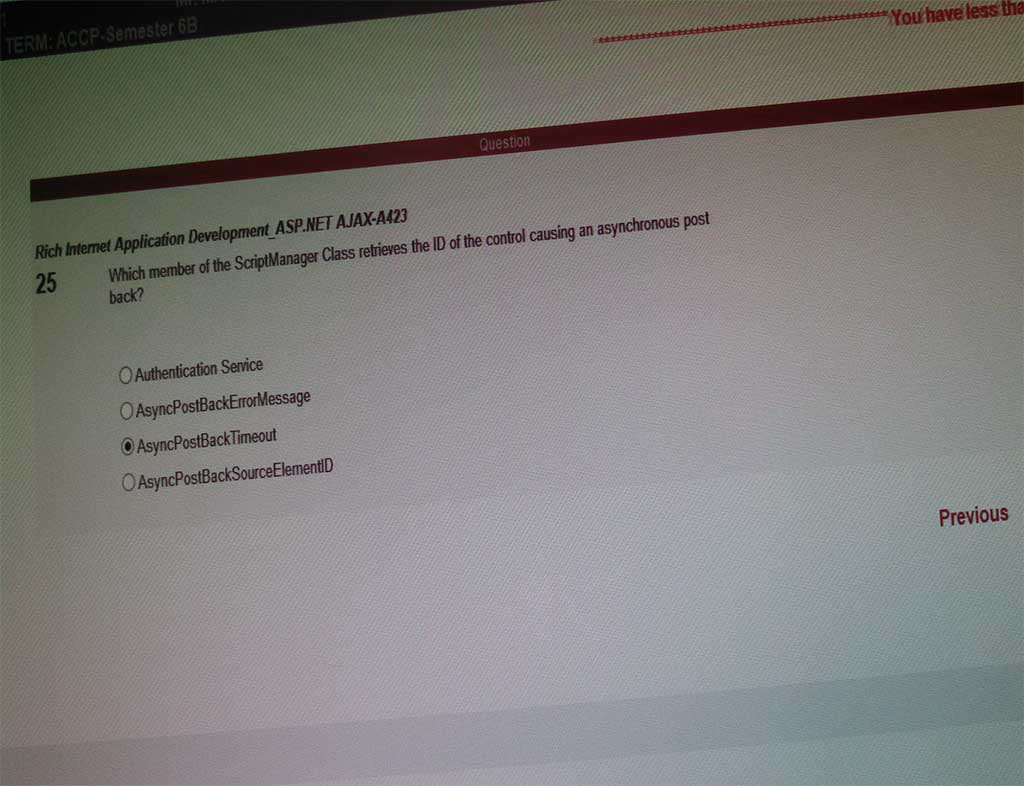 TERM: ACCP-Semester 6B
You have less tha
Question
Rich Internet Application Development_ASP.NET AJAX-A423
25
Which member of the ScriptManager Class retrieves the ID of the control causing an asynchronous post
back?
Authentication Service
AsyncPostBackErrorMessage
AsyncPostBackTimeout
AsyncPostBackSourceElementID
Previous